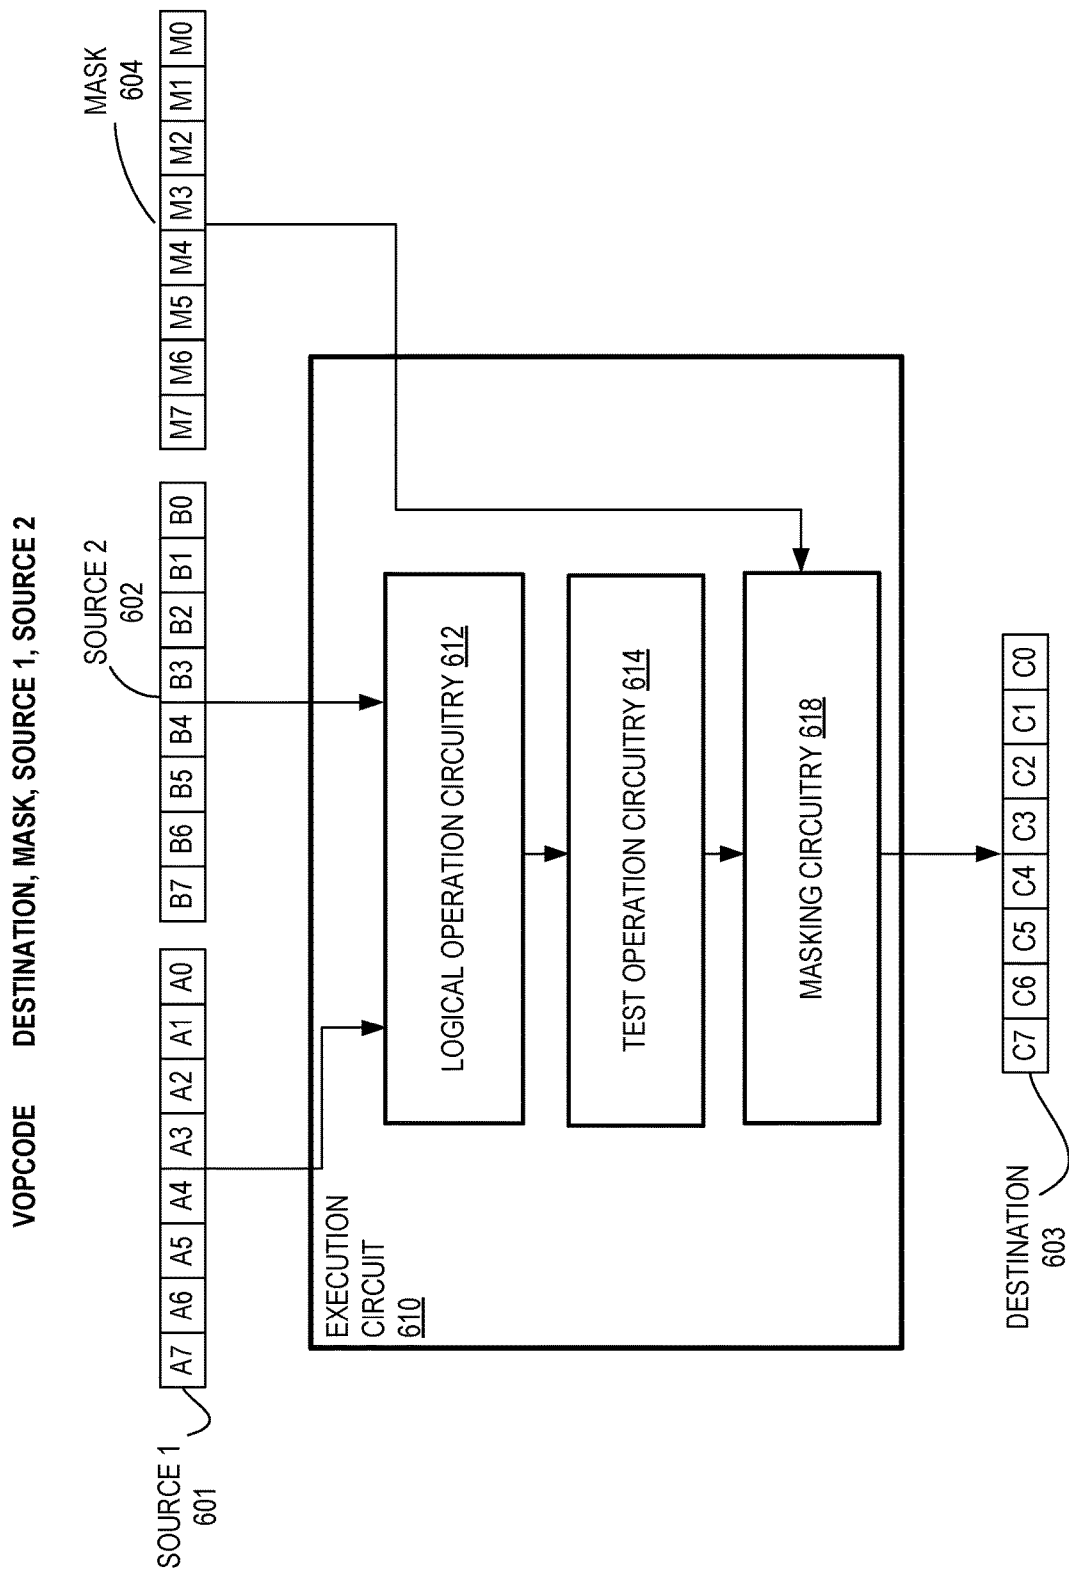 VOPCODE DESTINATION, MASK, SOURCE 1, SOURCE 2
SOURCE 1
601
A7 A6 A5 A4 A3 A2 A1 A0
SOURCE 2
602
B7 B6 B5 B4 B3 B2 B1 B0
MASK
604
M7 M6 M5 M4 M3 M2 M1 M0
EXECUTION
CIRCUIT
610
LOGICAL OPERATION CIRCUITRY 612
TEST OPERATION CIRCUITRY 614
MASKING CIRCUITRY 618
DESTINATION
603
C7 C6 C5 C4 C3 C2 C1 C0